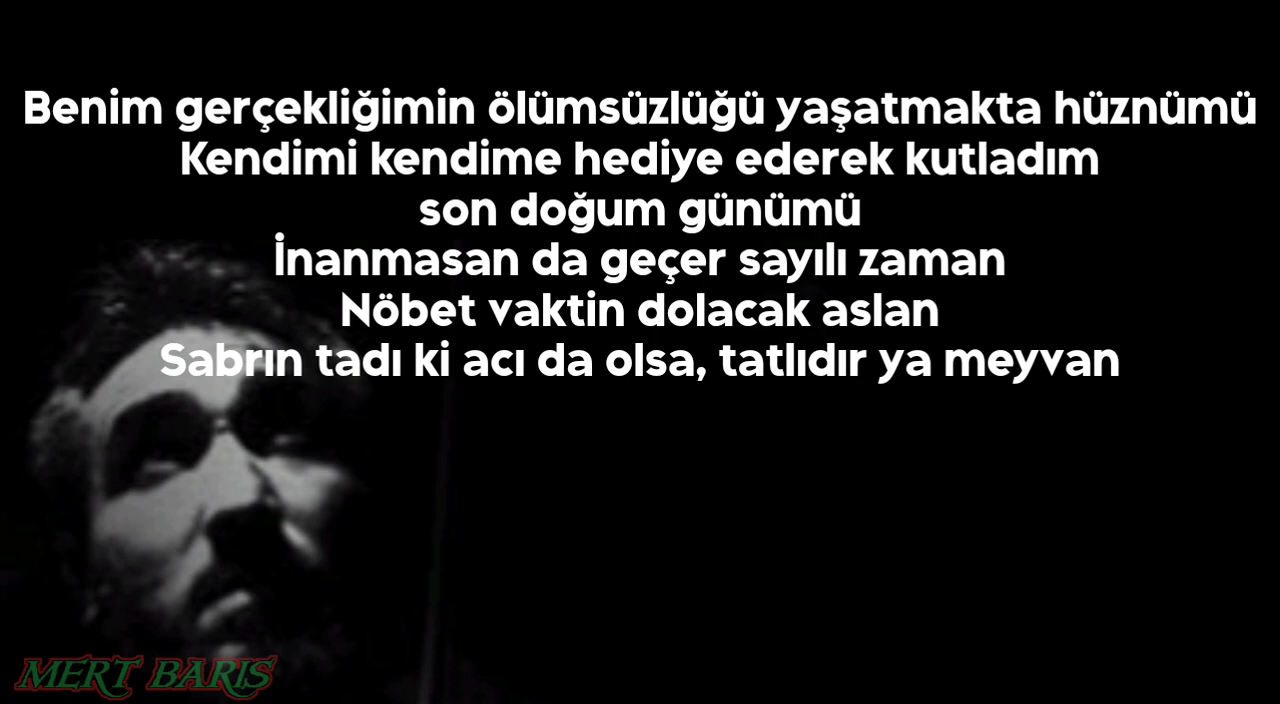 Benim gerçekliğimin ölümsüzlüğü yaşatmakta hüznümü
Kendimi kendime hediye ederek kutladım
son doğum günümü
İnanmasan da geçer sayılı zaman
Nöbet vaktin dolacak aslan
Sabrın tadı ki acı da olsa, tatlıdır ya meyvan
MERT BARIS